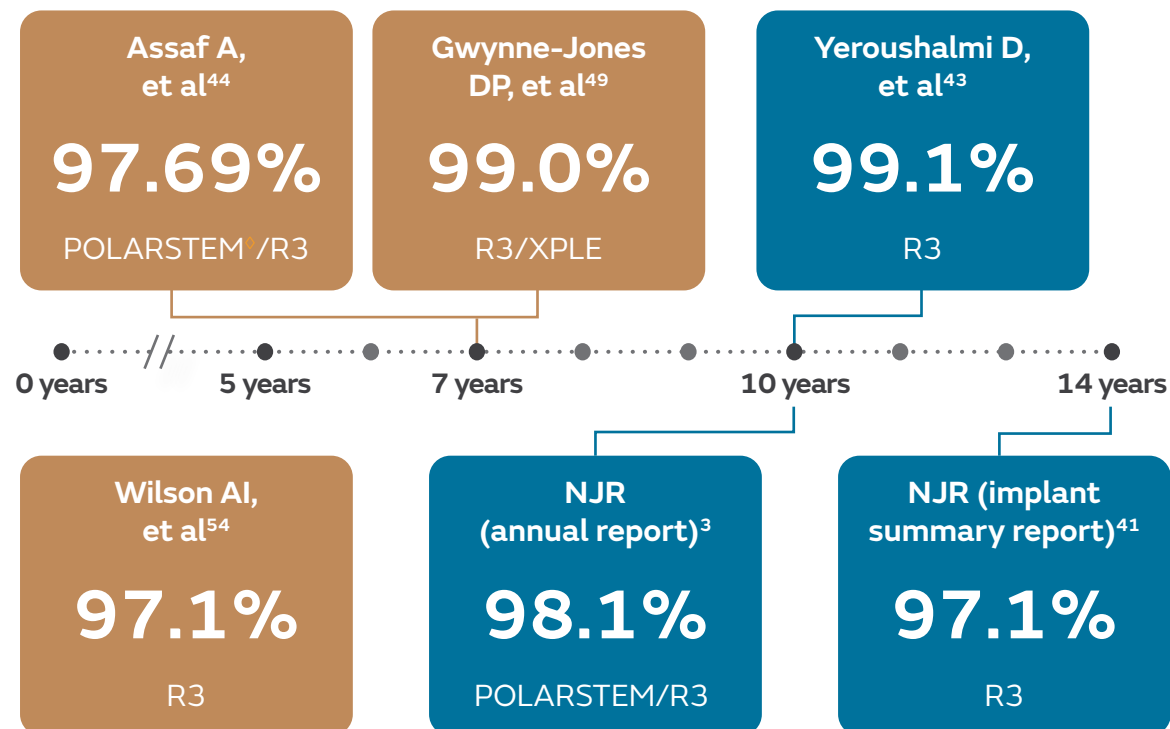 Assaf A,
et al⁴⁴
97.69%
POLARSTEM◊/R3
Gwynne-Jones
DP, et al⁴⁹
99.0%
R3/XPLE
Yeroushalmi D,
et al⁴³
99.1%
R3
0 years
5 years
7 years
10 years
14 years
Wilson AI,
et al⁵⁴
97.1%
R3
NJR
(annual report)³
98.1%
POLARSTEM/R3
NJR (implant
summary report)⁴¹
97.1%
R3